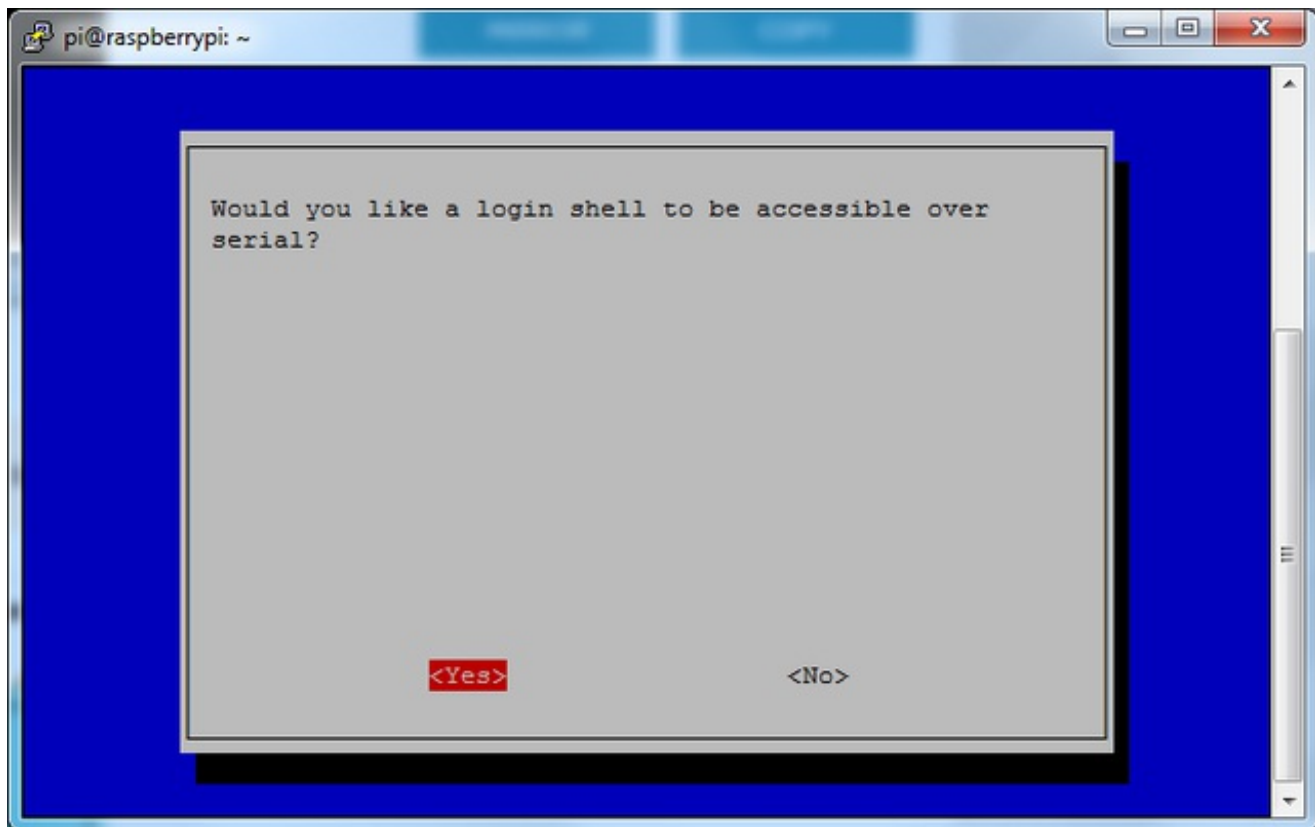 pi@raspberrypi: ~
Would you like a login shell to be accessible over
serial?
<Yes>
<No>